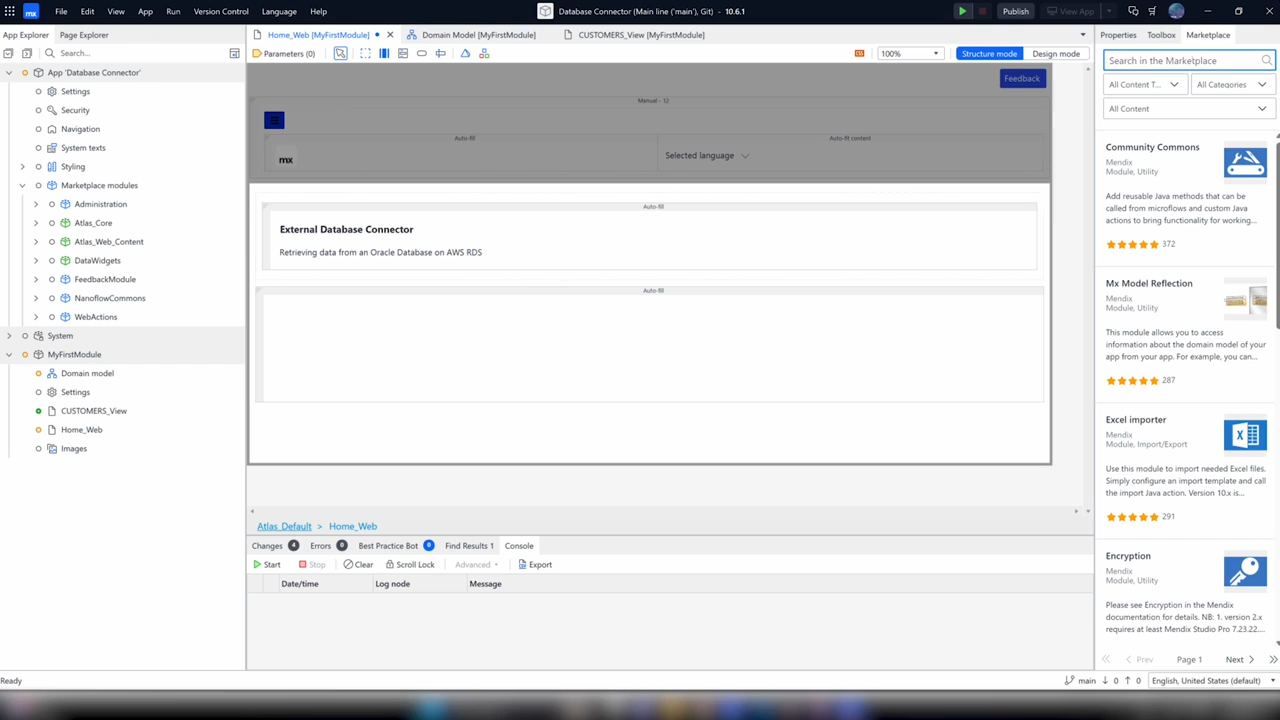 mx File Edit View App Run Version Control Language Help
Database Connector (Main line ('main'), Git) - 10.6.1
Publish View App
App Explorer Page Explorer
Search...
App 'Database Connector'
Settings
Security
Navigation
System texts
Styling
Marketplace modules
Administration
Atlas_Core
Atlas_Web_Content
DataWidgets
FeedbackModule
NanoflowCommons
WebActions
System
MyFirstModule
Domain model
Settings
CUSTOMERS_View
Home_Web
Images
Home_Web [MyFirstModule] Domain Model [MyFirstModule] CUSTOMERS_View [MyFirstModule]
Parameters (0) 100% Structure mode Design mode
Feedback
Manual - 12
Auto-fill Auto-fit content
mx Selected language
Auto-fill
External Database Connector
Retrieving data from an Oracle Database on AWS RDS
Auto-fill
Atlas_Default > Home_Web
Changes 4 Errors 0 Best Practice Bot 0 Find Results 1 Console
Start Stop Clear Scroll Lock Advanced Export
Date/time Log node Message
Properties Toolbox Marketplace
Search in the Marketplace
All Content T... All Categories
All Content
Community Commons
Mendix
Module, Utility
Add reusable Java methods that can be
called from microflows and custom Java
actions to bring functionality for working...
372
Mx Model Reflection
Mendix
Module, Utility
This module allows you to access
information about the domain model of your
app from your app. For example, you can...
287
Excel importer
Mendix
Module, Import/Export
Use this module to import needed Excel files.
Simply configure an import template and call
the import Java action. Version 10.x is...
291
Encryption
Mendix
Module, Utility
Please see Encryption in the Mendix
documentation for details. NB: 1. version 2.x
requires at least Mendix Studio Pro 7.23.22....
Prev Page 1 Next
Ready
main 0 0 English, United States (default)